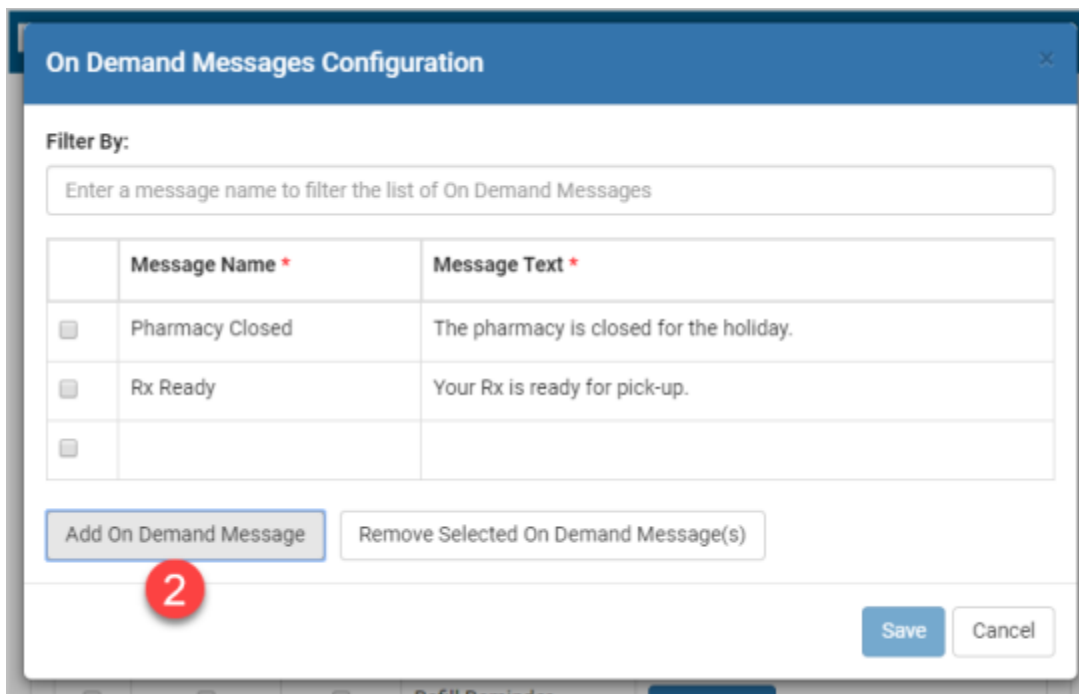 On Demand Messages Configuration ×
Filter By:
Enter a message name to filter the list of On Demand Messages
Message Name * Message Text *
Pharmacy Closed The pharmacy is closed for the holiday.
Rx Ready Your Rx is ready for pick-up.
Add On Demand Message Remove Selected On Demand Message(s)
2
Save Cancel
Refill Reminder